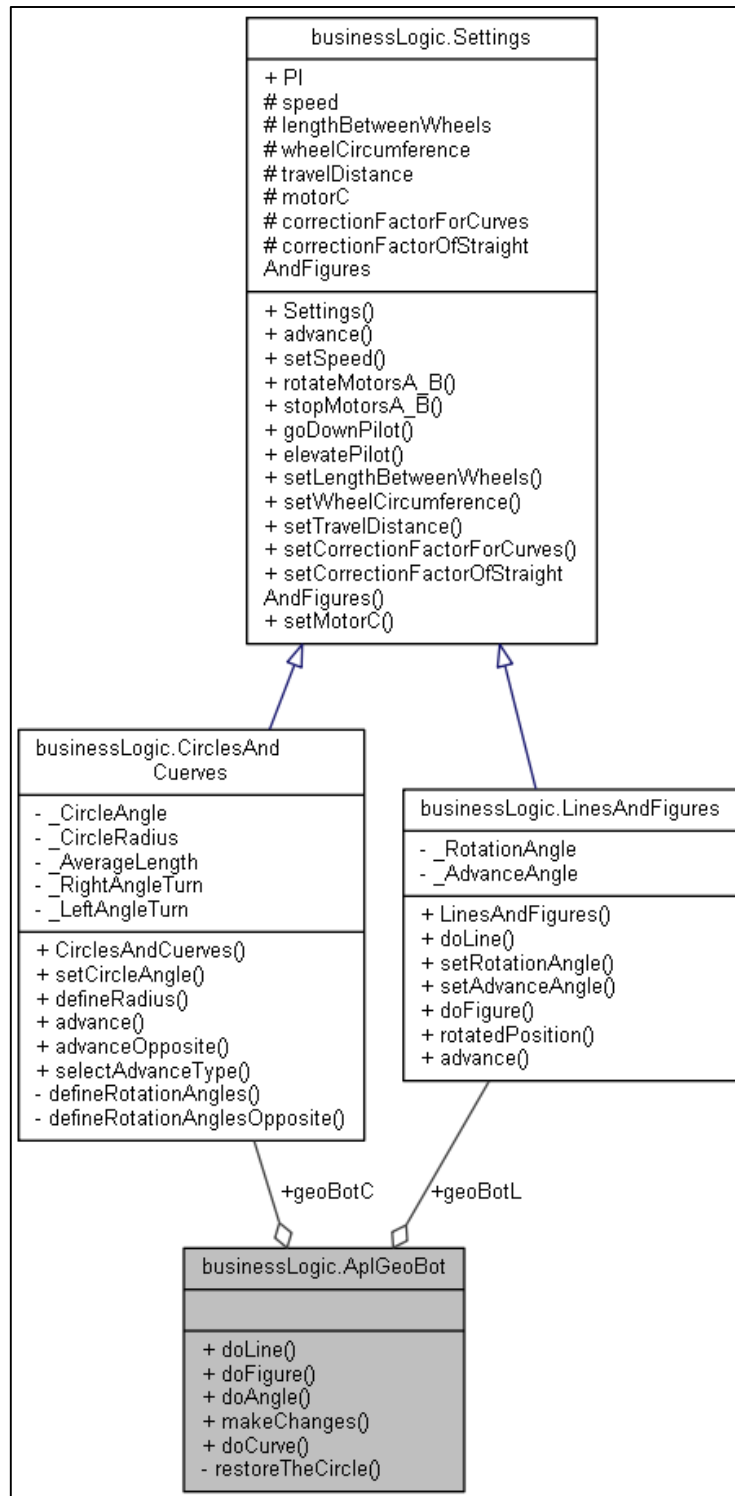 businessLogic.Settings
+ PI
# speed
# lengthBetweenWheels
# wheelCircumference
# travelDistance
# motorC
# correctionFactorForCurves
# correctionFactorOfStraight
AndFigures
+ Settings()
+ advance()
+ setSpeed()
+ rotateMotorsA_B()
+ stopMotorsA_B()
+ goDownPilot()
+ elevatePilot()
+ setLengthBetweenWheels()
+ setWheelCircumference()
+ setTravelDistance()
+ setCorrectionFactorForCurves()
+ setCorrectionFactorOfStraight
AndFigures()
+ setMotorC()
businessLogic.CirclesAnd
Cuerves
- _CircleAngle
- _CircleRadius
- _AverageLength
- _RightAngleTurn
- _LeftAngleTurn
+ CirclesAndCuerves()
+ setCircleAngle()
+ defineRadius()
+ advance()
+ advanceOpposite()
+ selectAdvanceType()
- defineRotationAngles()
- defineRotationAnglesOpposite()
businessLogic.LinesAndFigures
- _RotationAngle
- _AdvanceAngle
+ LinesAndFigures()
+ doLine()
+ setRotationAngle()
+ setAdvanceAngle()
+ doFigure()
+ rotatedPosition()
+ advance()
+geoBotC
+geoBotL
businessLogic.AplGeoBot
+ doLine()
+ doFigure()
+ doAngle()
+ makeChanges()
+ doCurve()
- restoreTheCircle()